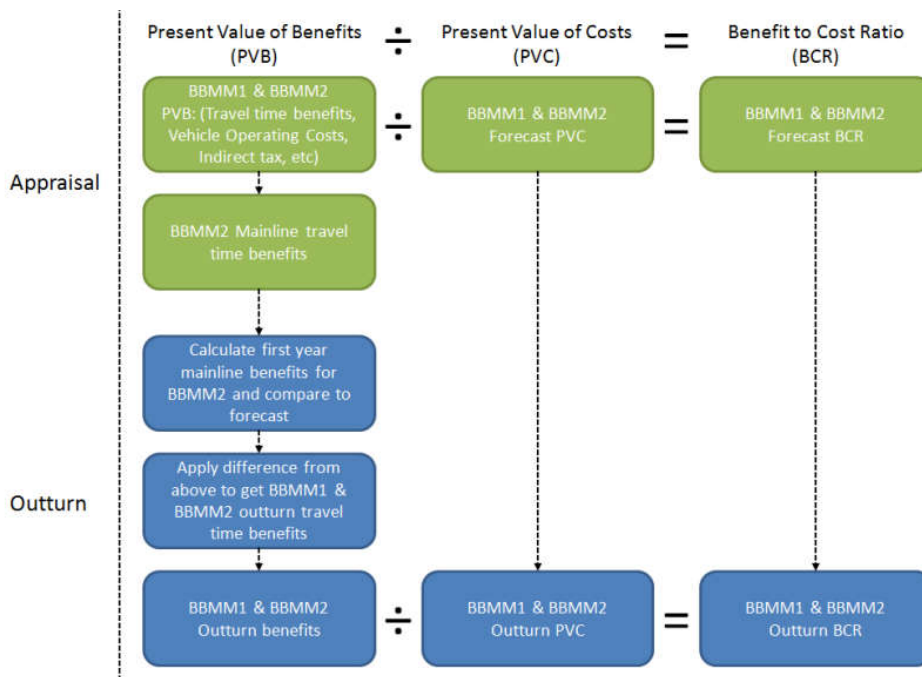 Present Value of Benefits
(PVB)
÷
Present Value of Costs
(PVC)
=
Benefit to Cost Ratio
(BCR)
Appraisal
BBMM1 & BBMM2
PVB: (Travel time benefits,
Vehicle Operating Costs,
Indirect tax, etc)
÷
BBMM1 & BBMM2
Forecast PVC
=
BBMM1 & BBMM2
Forecast BCR
BBMM2 Mainline travel
time benefits
Outturn
Calculate first year
mainline benefits for
BBMM2 and compare to
forecast
Apply difference from
above to get BBMM1 &
BBMM2 outturn travel
time benefits
BBMM1 & BBMM2
Outturn benefits
÷
BBMM1 & BBMM2
Outturn PVC
=
BBMM1 & BBMM2
Outturn BCR